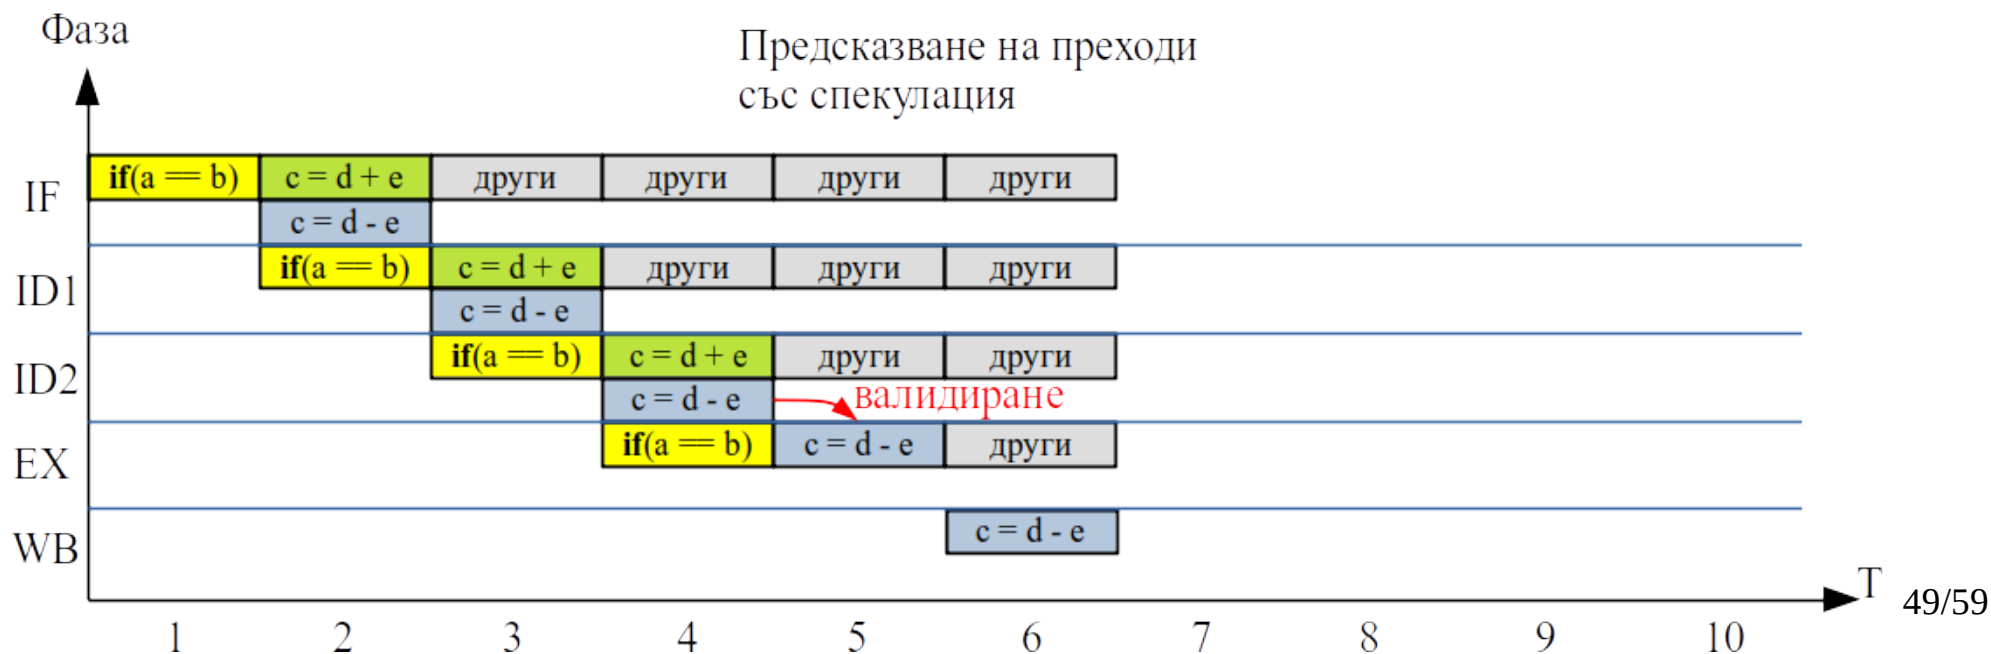 Фаза
Предсказване на преходи
със спекулация
IF
if(a == b)
c = d + e
други
други
други
други
c = d - e
ID1
if(a == b)
c = d + e
други
други
други
c = d - e
ID2
if(a == b)
c = d + e
други
други
c = d - e
валидиране
EX
if(a == b)
c = d - e
други
WB
c = d - e
T
49/59
1 2 3 4 5 6 7 8 9 10